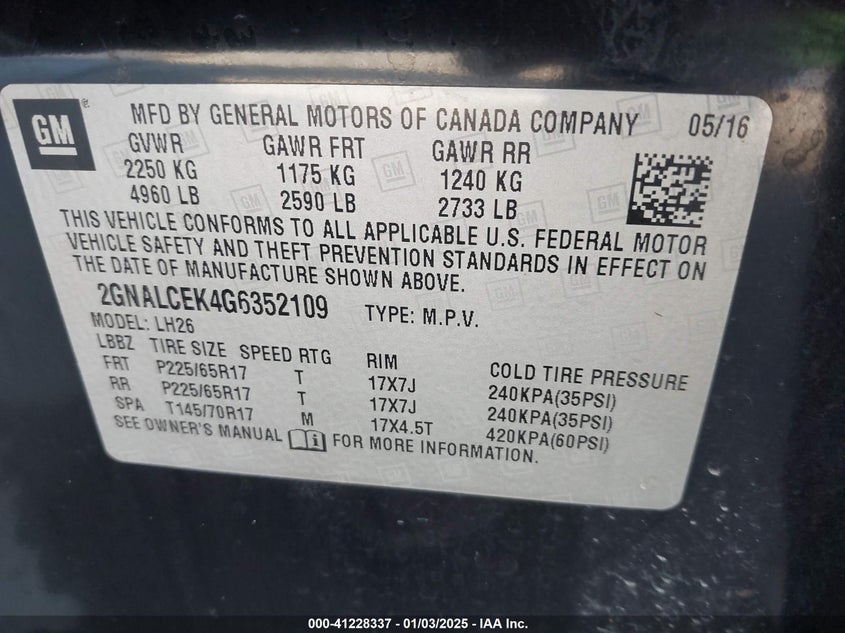 GM ® MFD BY GENERAL MOTORS OF CANADA COMPANY 05/16
GVWR GAWR FRT GAWR RR
2250 KG 1175 KG 1240 KG
4960 LB 2590 LB 2733 LB
THIS VEHICLE CONFORMS TO ALL APPLICABLE U.S. FEDERAL MOTOR
VEHICLE SAFETY AND THEFT PREVENTION STANDARDS IN EFFECT ON
THE DATE OF MANUFACTURE SHOWN ABOVE.
2GNALCEK4G6352109 TYPE: M.P.V.
MODEL: LH26
LBBZ TIRE SIZE SPEED RTG RIM COLD TIRE PRESSURE
FRT P225/65R17 T 17X7J 240KPA(35PSI)
RR P225/65R17 T 17X7J 240KPA(35PSI)
SPA T145/70R17 M 17X4.5T 420KPA(60PSI)
SEE OWNER'S MANUAL FOR MORE INFORMATION.
000-41228337 - 01/03/2025 - IAA Inc.